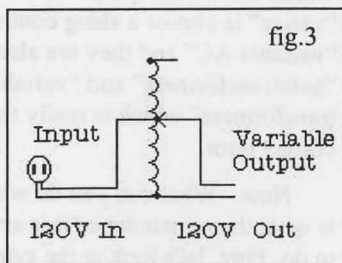 fig.3
Input
Variable
Output
120V In
120V Out